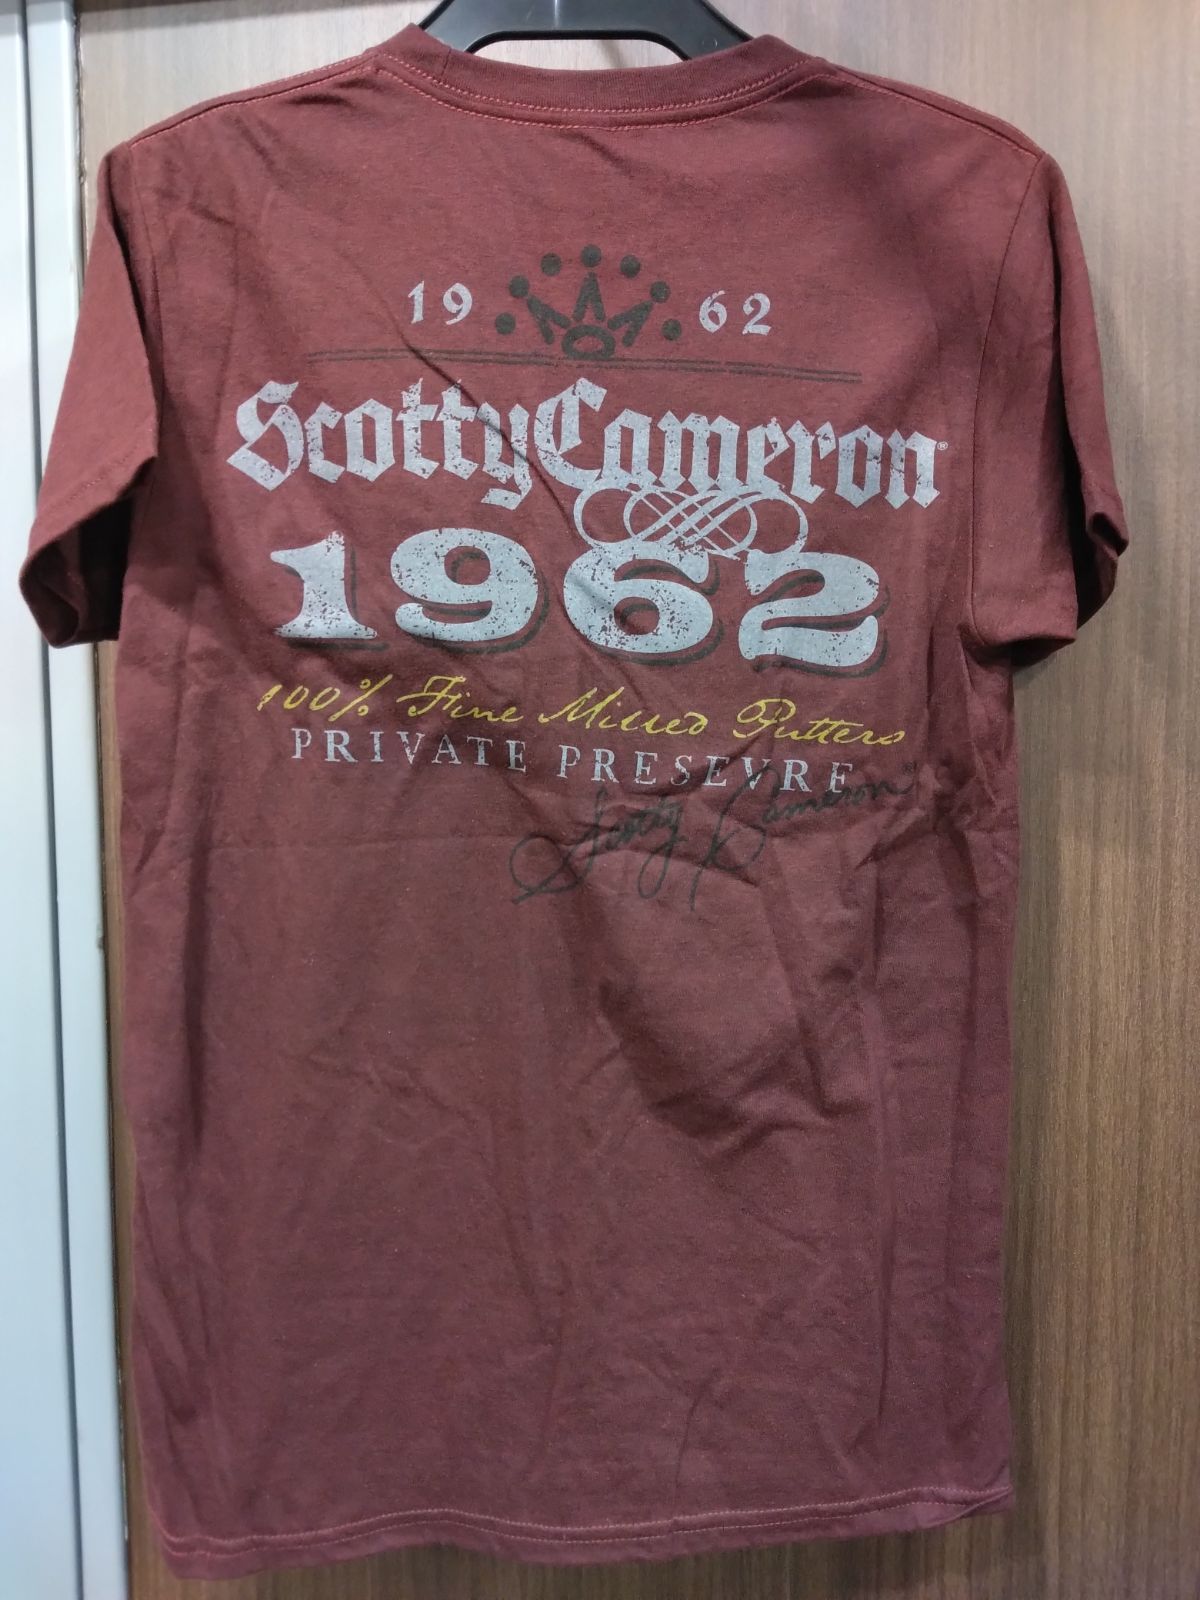 19 62
Scotty Cameron®
1962
100% Fine Milled Putters
PRIVATE PRESEVRE
Scotty Cameron®